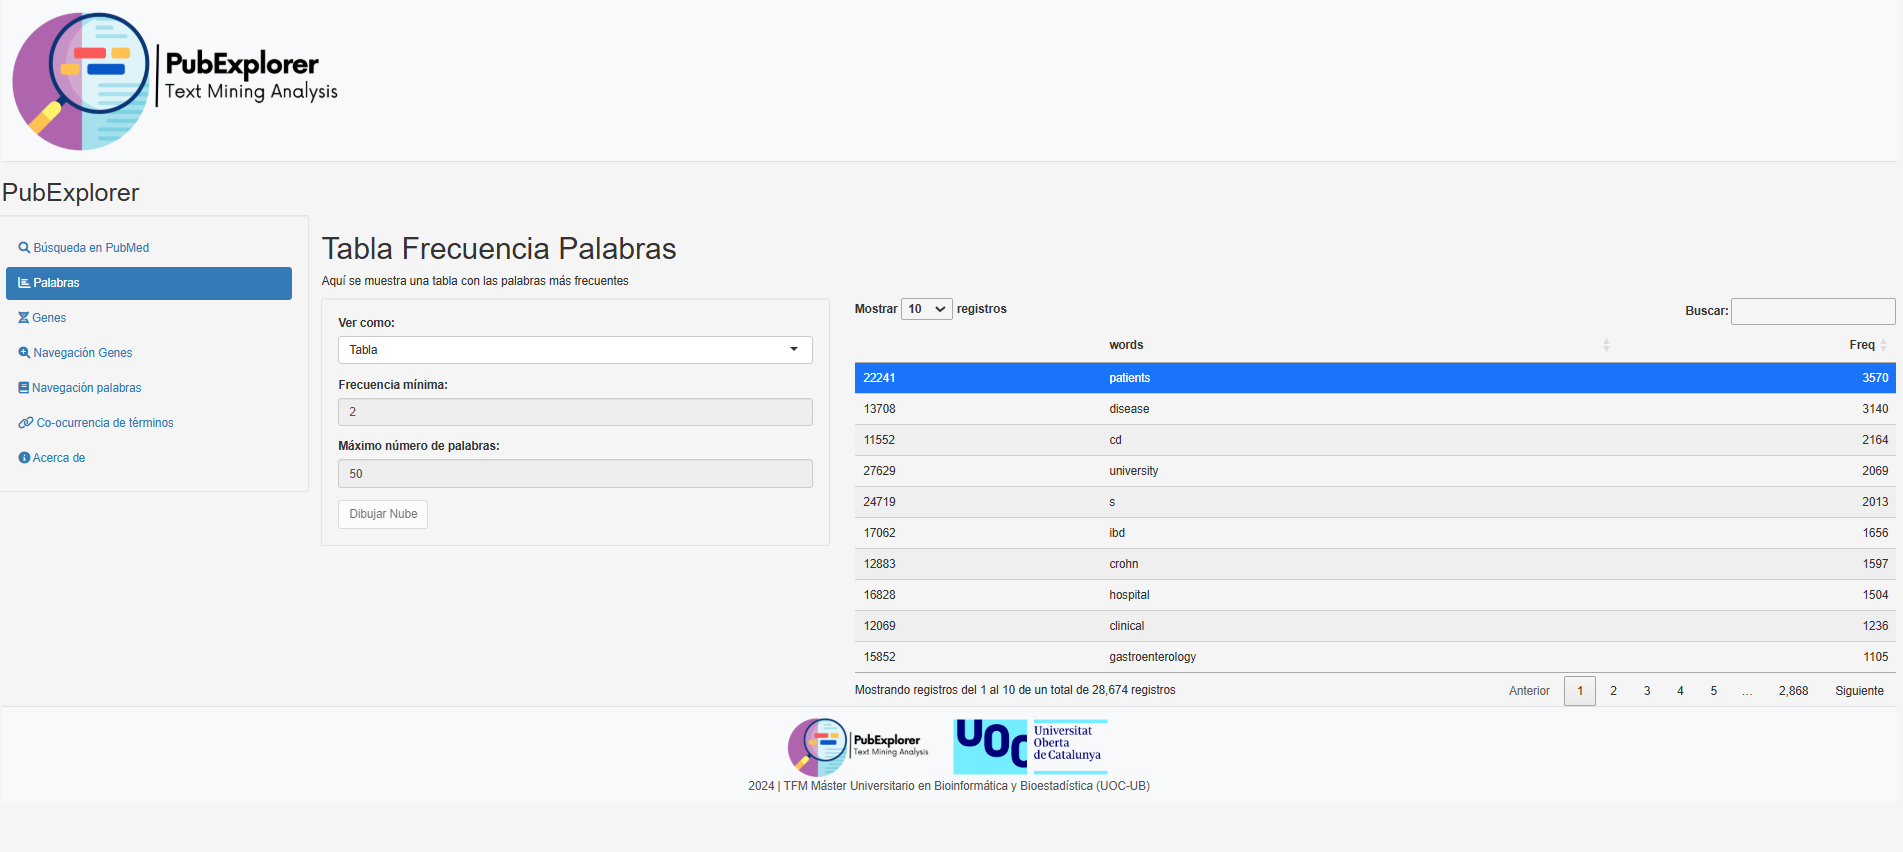 PubExplorer
Text Mining Analysis
PubExplorer
Búsqueda en PubMed
Palabras
Genes
Navegación Genes
Navegación palabras
Co-ocurrencia de términos
Acerca de
Tabla Frecuencia Palabras
Aquí se muestra una tabla con las palabras más frecuentes
Ver como:
Tabla
Frecuencia mínima:
2
Máximo número de palabras:
50
Dibujar Nube
Mostrar 10 registros
Buscar:
words Freq
22241 patients 3570
13708 disease 3140
11552 cd 2164
27629 university 2069
24719 s 2013
17062 ibd 1656
12883 crohn 1597
16828 hospital 1504
12069 clinical 1236
15852 gastroenterology 1105
Mostrando registros del 1 al 10 de un total de 28,674 registros
Anterior 1 2 3 4 5 … 2,868 Siguiente
PubExplorer
Text Mining Analysis
UOC
Universitat
Oberta
de Catalunya
2024 | TFM Máster Universitario en Bioinformática y Bioestadística (UOC-UB)